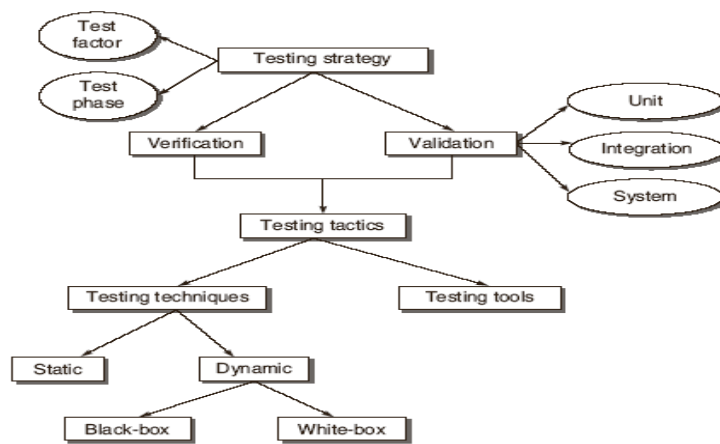 Test
factor
Testing strategy
Test
phase
Unit
Verification
Validation
Integration
System
Testing tactics
Testing techniques
Testing tools
Static
Dynamic
Black-box
White-box